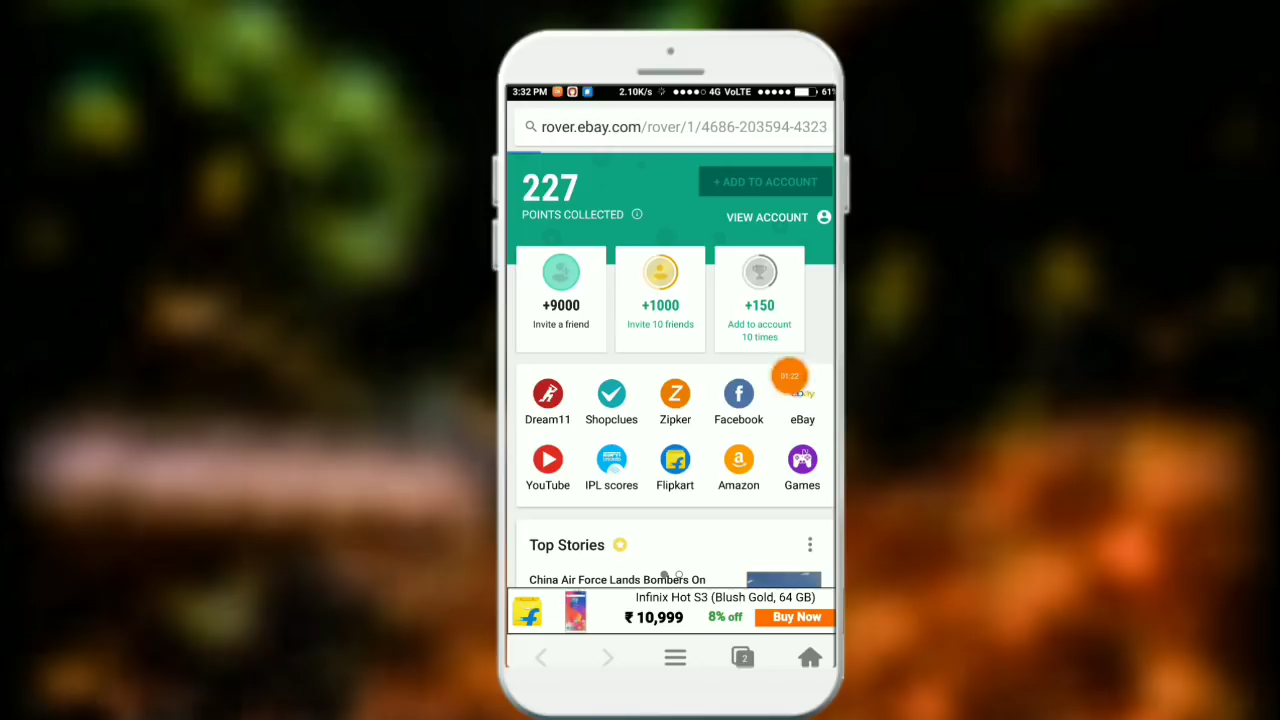 3:32 PM 2.10K/s 4G VoLTE 61
rover.ebay.com/rover/1/4686-203594-4323
227
+ ADD TO ACCOUNT
POINTS COLLECTED
VIEW ACCOUNT
+9000 +1000 +150
Invite a friend Invite 10 friends Add to account
10 times
01:22
Dream11 Shopclues Zipker Facebook eBay
YouTube IPL scores Flipkart Amazon Games
Top Stories
China Air Force Lands Bombers On
Infinix Hot S3 (Blush Gold, 64 GB)
₹ 10,999 8% off Buy Now
2